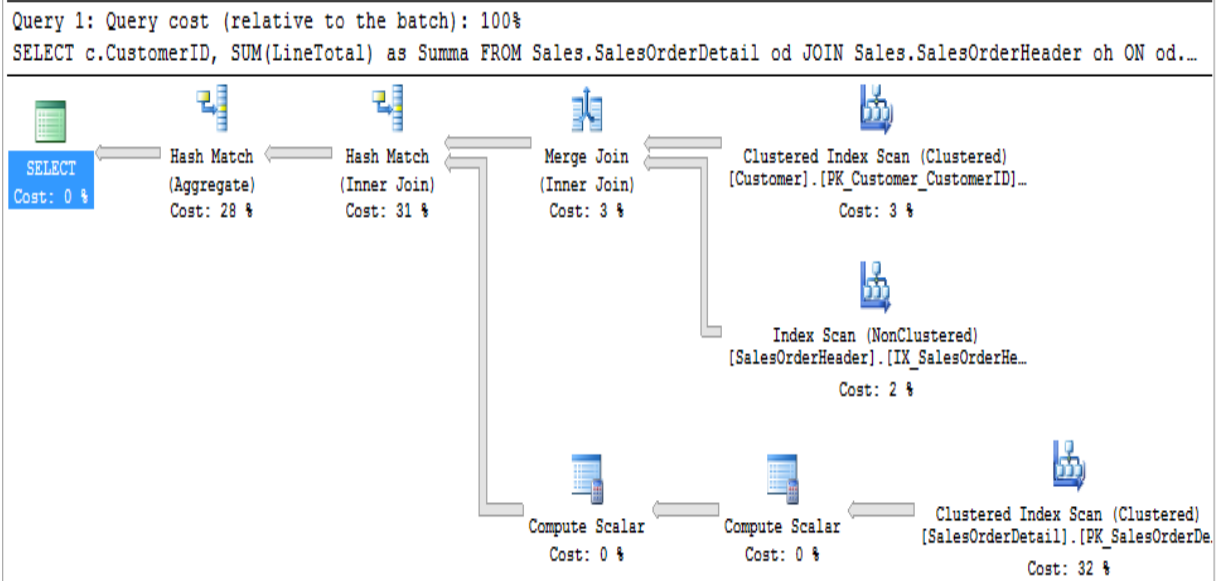 Query 1: Query cost (relative to the batch): 100%
SELECT c.CustomerID, SUM(LineTotal) as Summa FROM Sales.SalesOrderDetail od JOIN Sales.SalesOrderHeader oh ON od.…
SELECT
Cost: 0 %
Hash Match
(Aggregate)
Cost: 28 %
Hash Match
(Inner Join)
Cost: 31 %
Merge Join
(Inner Join)
Cost: 3 %
Clustered Index Scan (Clustered)
[Customer].[PK_Customer_CustomerID]…
Cost: 3 %
Index Scan (NonClustered)
[SalesOrderHeader].[IX_SalesOrderHe…
Cost: 2 %
Compute Scalar
Cost: 0 %
Compute Scalar
Cost: 0 %
Clustered Index Scan (Clustered)
[SalesOrderDetail].[PK_SalesOrderDe.
Cost: 32 %